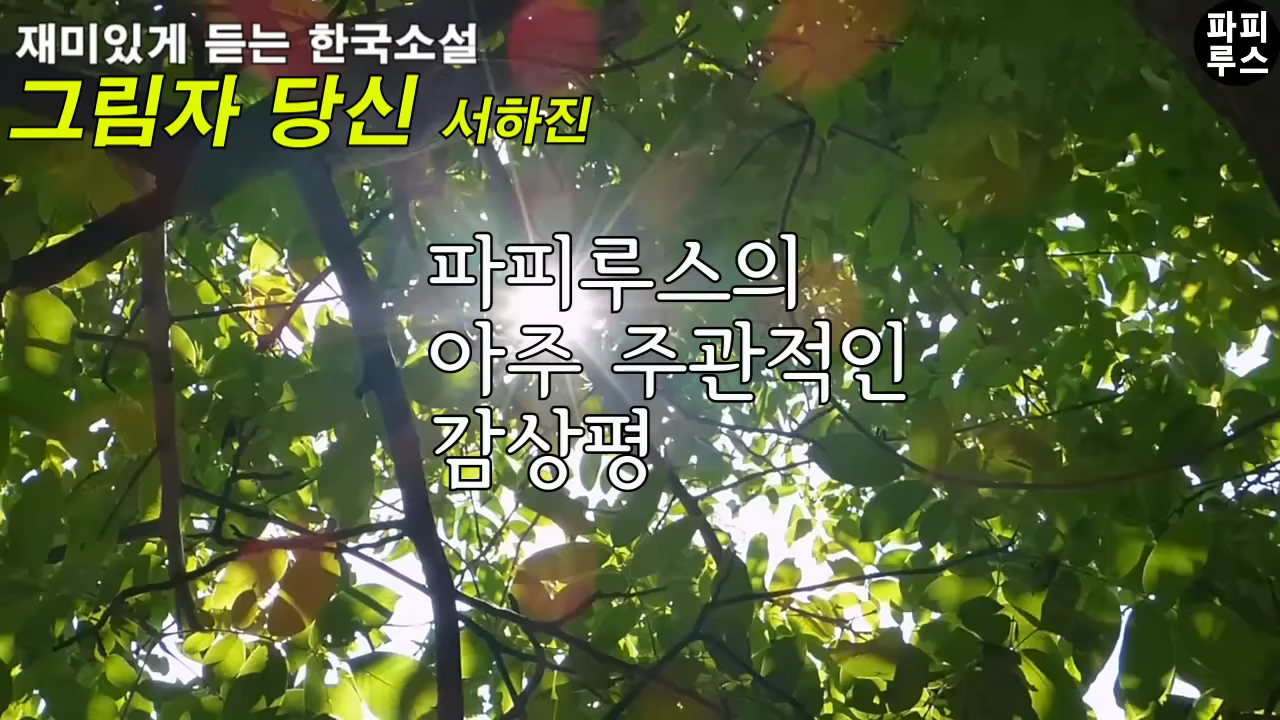 재미있게 듣는 한국소설
그림자 당신 서하진
파피
루스
파피루스의
아주 주관적인
감상평